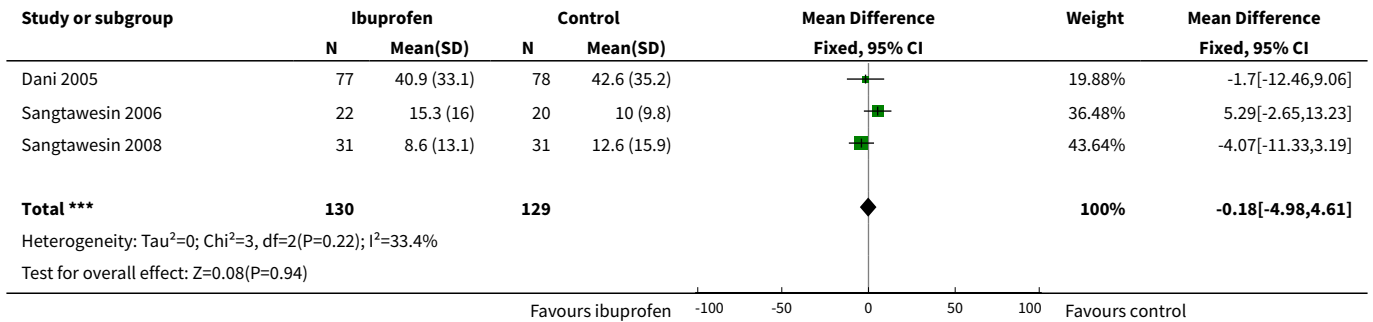 Study or subgroup Ibuprofen Control Mean Difference Weight Mean Difference
N Mean(SD) N Mean(SD) Fixed, 95% CI Fixed, 95% CI
Dani 2005 77 40.9 (33.1) 78 42.6 (35.2) 19.88% -1.7[-12.46,9.06]
Sangtawesin 2006 22 15.3 (16) 20 10 (9.8) 36.48% 5.29[-2.65,13.23]
Sangtawesin 2008 31 8.6 (13.1) 31 12.6 (15.9) 43.64% -4.07[-11.33,3.19]
Total *** 130 129 100% -0.18[-4.98,4.61]
Heterogeneity: Tau²=0; Chi²=3, df=2(P=0.22); I²=33.4%
Test for overall effect: Z=0.08(P=0.94)
Favours ibuprofen -100 -50 0 50 100 Favours control